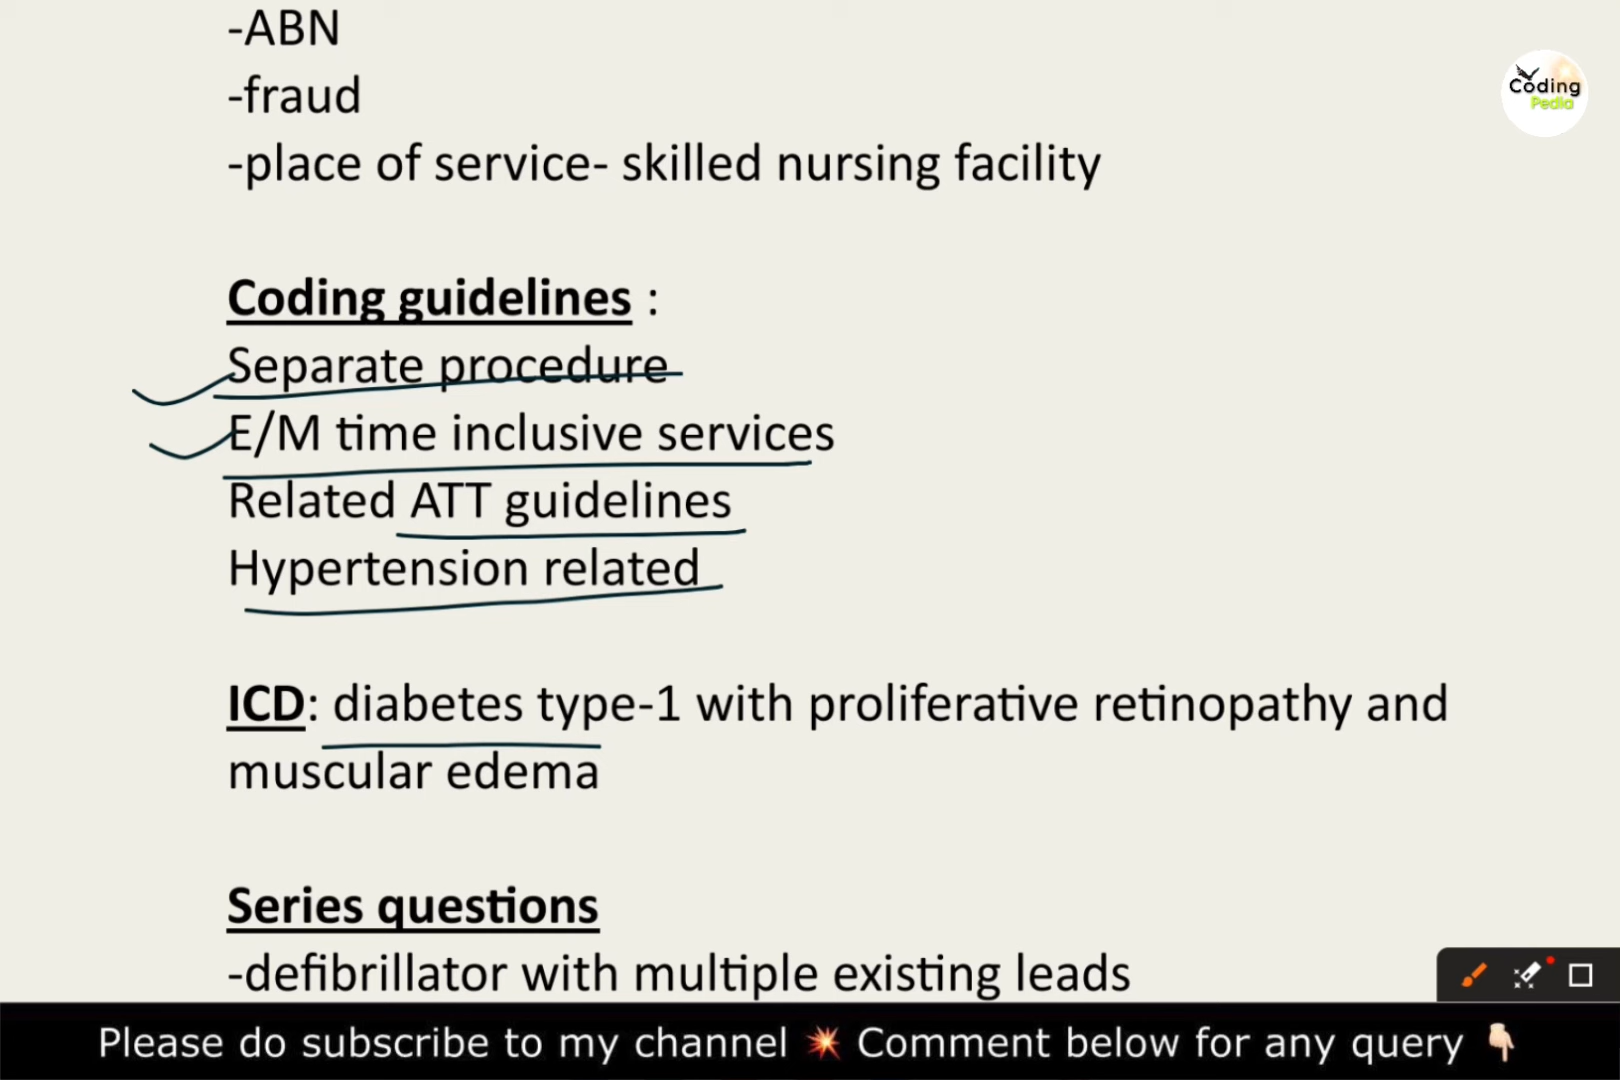 -ABN
-fraud
Coding
Pedia
-place of service- skilled nursing facility
Coding guidelines :
Separate procedure
E/M time inclusive services
Related ATT guidelines
Hypertension related
ICD: diabetes type-1 with proliferative retinopathy and
muscular edema
Series questions
-defibrillator with multiple existing leads
Please do subscribe to my channel 💥 Comment below for any query 👇🏻